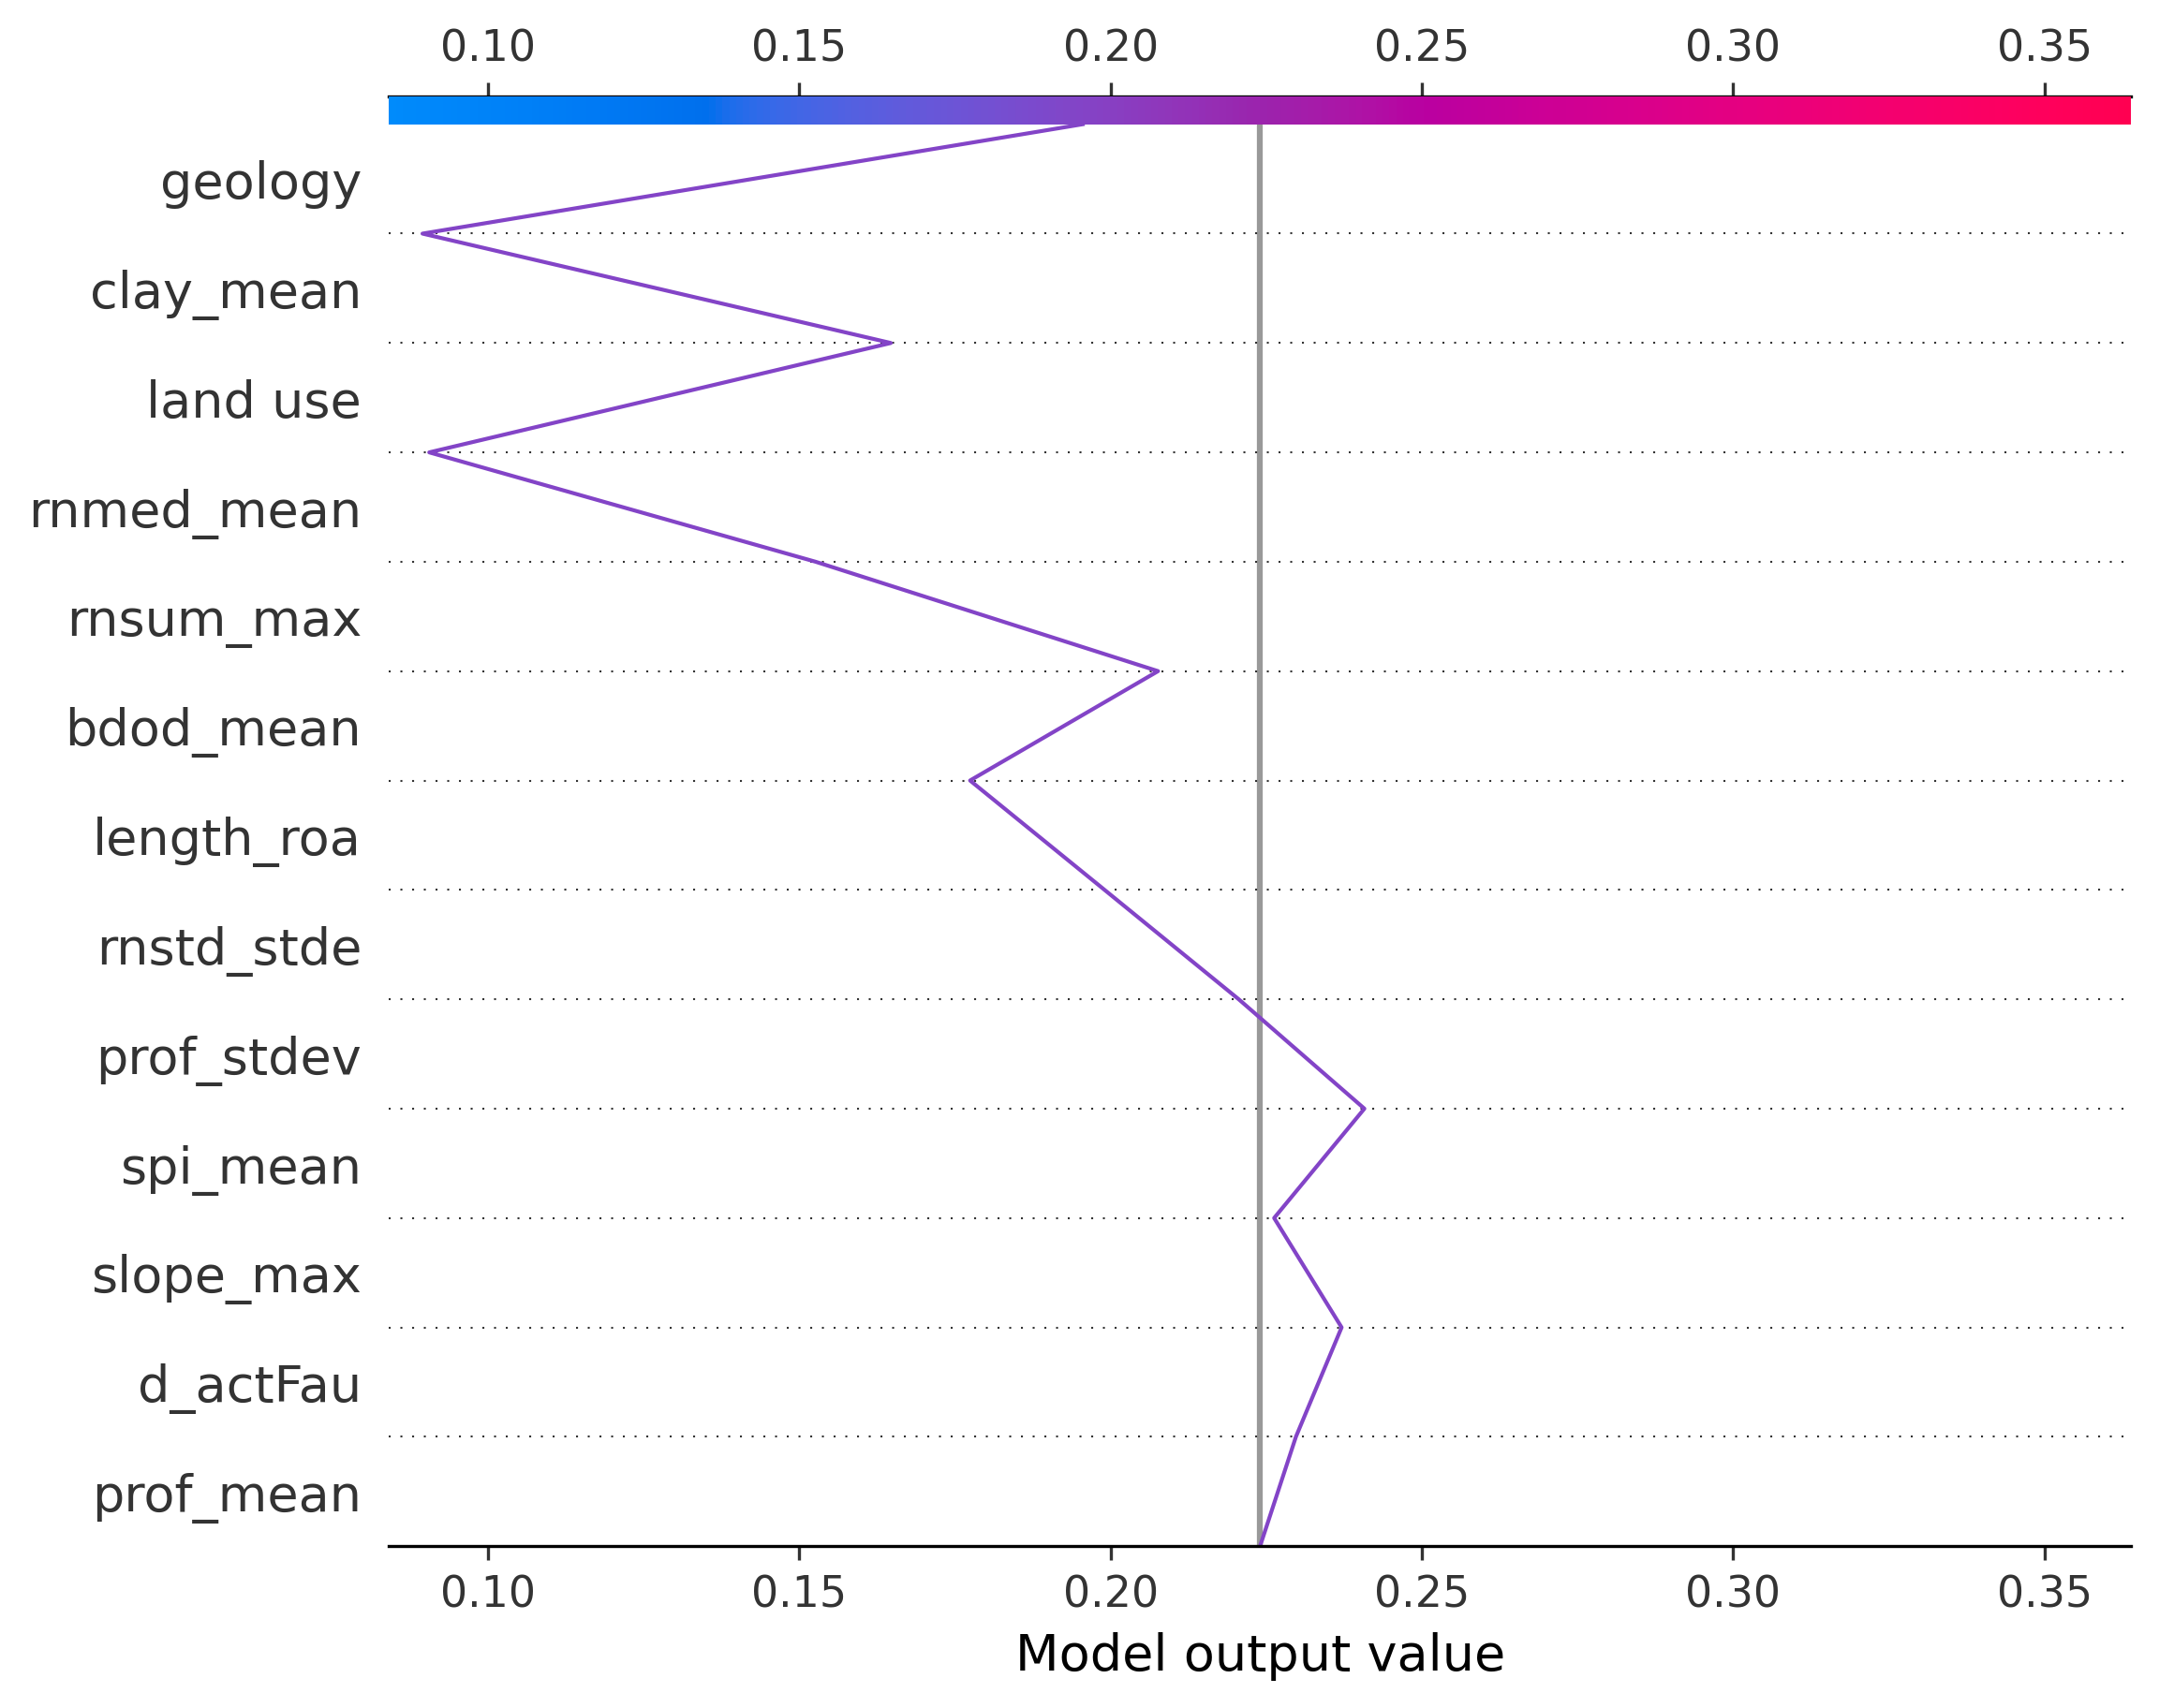 0.10 0.15 0.20 0.25 0.30 0.35
geology
clay_mean
land use
rnmed_mean
rnsum_max
bdod_mean
length_roa
rnstd_stde
prof_stdev
spi_mean
slope_max
d_actFau
prof_mean
0.10 0.15 0.20 0.25 0.30 0.35
Model output value